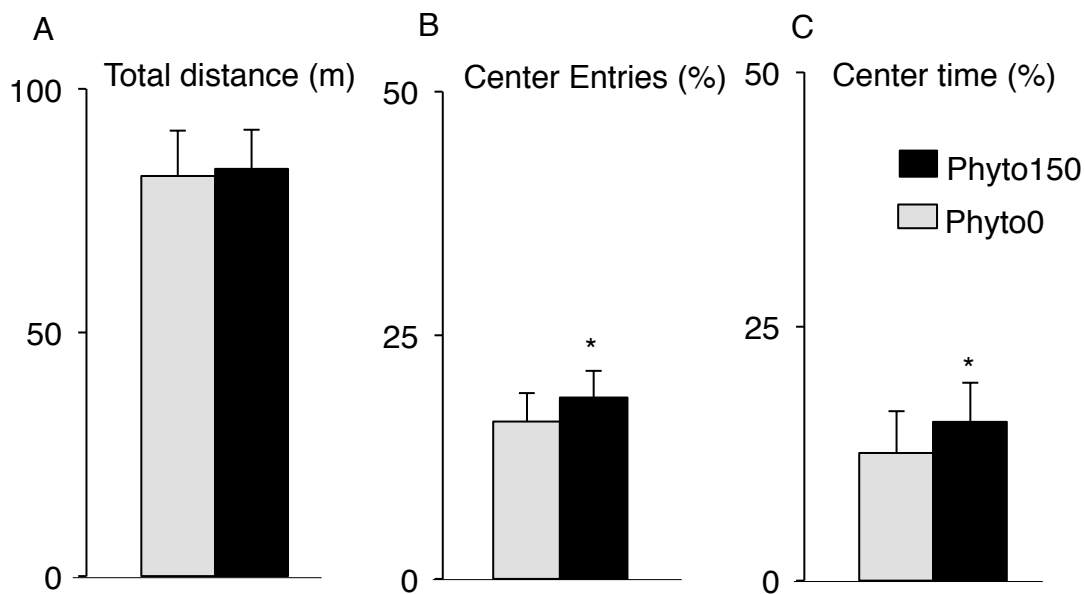 A
Total distance (m)
100
50
0
B
Center Entries (%)
50
25
*
0
C
Center time (%)
50
Phyto150
Phyto0
25
*
0